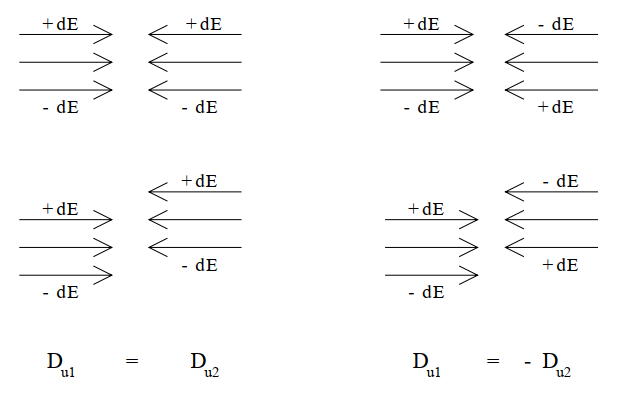 +dE +dE +dE - dE
- dE - dE - dE +dE
+dE - dE
+dE +dE
- dE +dE
- dE - dE
Du1 = Du2 Du1 = - Du2